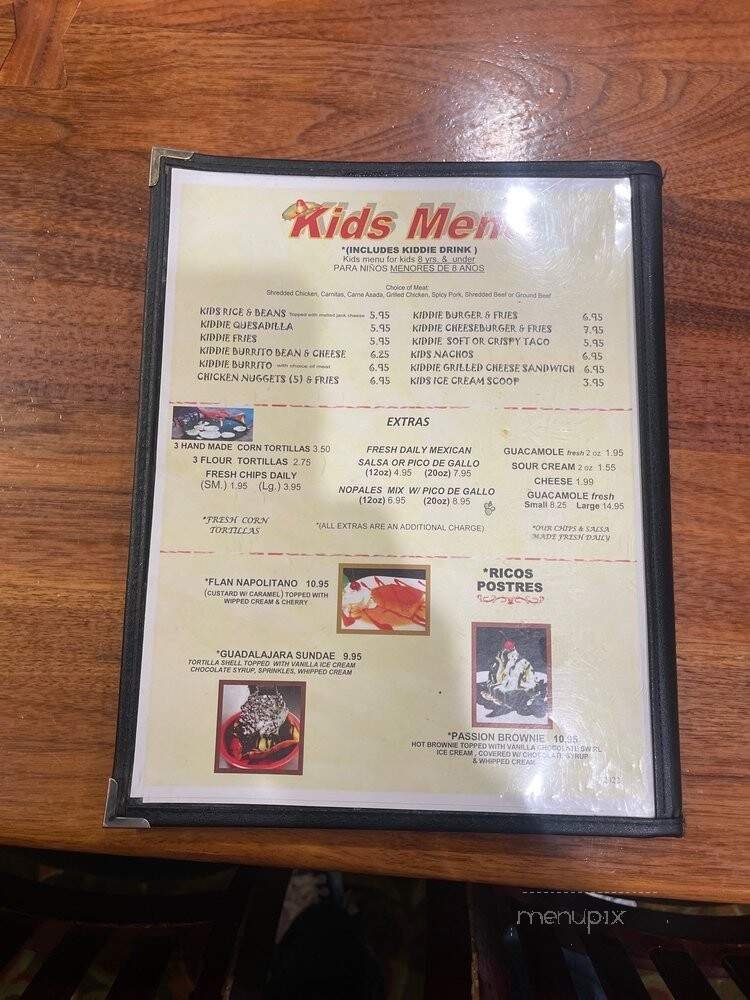 Kids Menu
*(INCLUDES KIDDIE DRINK )
Kids menu for kids 8 yrs. & under
PARA NIÑOS MENORES DE 8 AÑOS
Choice of Meat:
Shredded Chicken, Carnitas, Carne Asada, Grilled Chicken, Spicy Pork, Shredded Beef or Ground Beef
KIDS RICE & BEANS Topped with melted jack cheese 5.95
KIDDIE QUESADILLA 5.95
KIDDIE FRIES 5.95
KIDDIE BURRITO BEAN & CHEESE 6.25
KIDDIE BURRITO with choice of meat 6.95
CHICKEN NUGGETS (5) & FRIES 6.95
KIDDIE BURGER & FRIES 6.95
KIDDIE CHEESEBURGER & FRIES 7.95
KIDDIE SOFT OR CRISPY TACO 5.95
KIDS NACHOS 6.95
KIDDIE GRILLED CHEESE SANDWICH 6.95
KIDS ICE CREAM SCOOP 3.95
EXTRAS
3 HAND MADE CORN TORTILLAS 3.50
3 FLOUR TORTILLAS 2.75
FRESH CHIPS DAILY
(SM.) 1.95 (Lg.) 3.95
*FRESH CORN
TORTILLAS
FRESH DAILY MEXICAN
SALSA OR PICO DE GALLO
(12oz) 4.95 (20oz) 7.95
NOPALES MIX W/ PICO DE GALLO
(12oz) 6.95 (20oz) 8.95
*(ALL EXTRAS ARE AN ADDITIONAL CHARGE)
GUACAMOLE fresh 2 oz 1.95
SOUR CREAM 2 oz 1.55
CHEESE 1.99
GUACAMOLE fresh
Small 8.25 Large 14.95
*OUR CHIPS & SALSA
MADE FRESH DAILY
*FLAN NAPOLITANO 10.95
(CUSTARD W/ CARAMEL) TOPPED WITH
WIPPED CREAM & CHERRY
*RICOS
POSTRES
*GUADALAJARA SUNDAE 9.95
TORTILLA SHELL TOPPED WITH VANILLA ICE CREAM
CHOCOLATE SYRUP, SPRINKLES, WHIPPED CREAM
*PASSION BROWNIE 10.95
HOT BROWNIE TOPPED WITH VANILLA CHOCOLATE SWIRL
ICE CREAM , COVERED W/ CHOCOLATE SYRUP
& WHIPPED CREAM
menupix